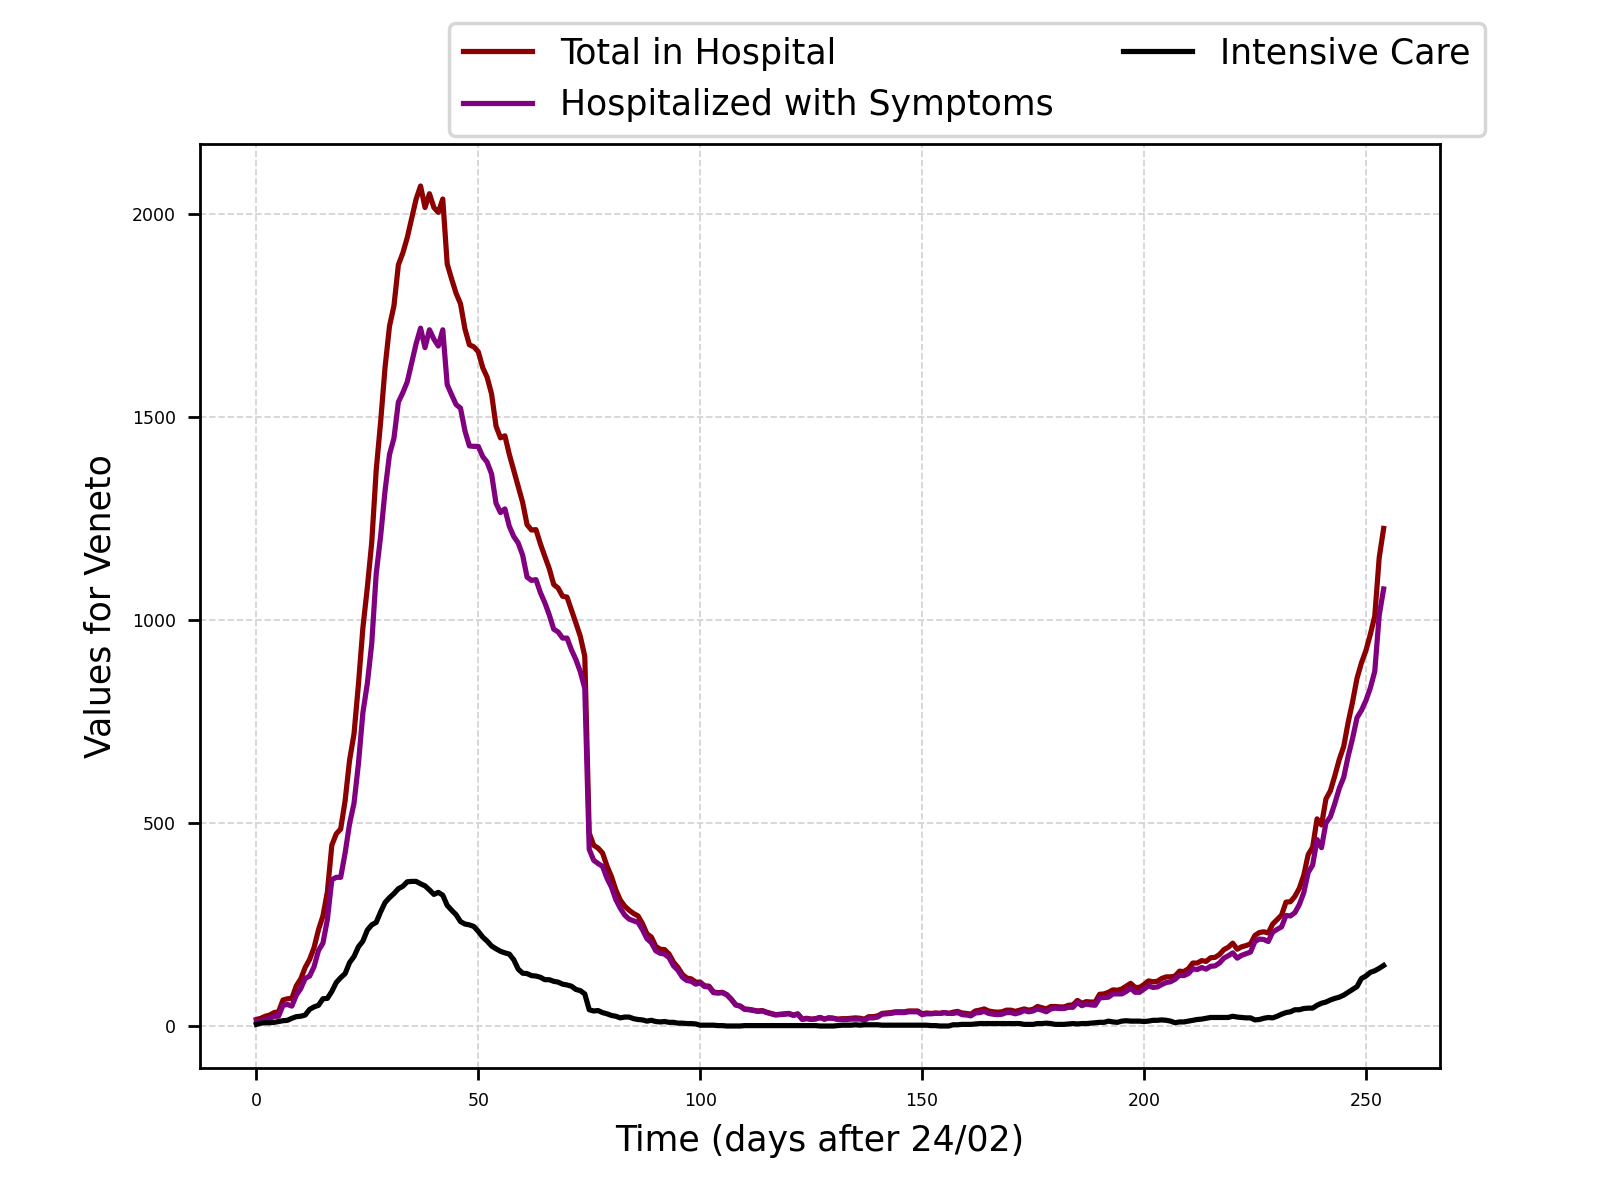 Total in Hospital
Hospitalized with Symptoms
Intensive Care
Values for Veneto
2000
1500
1000
500
0
0 50 100 150 200 250
Time (days after 24/02)